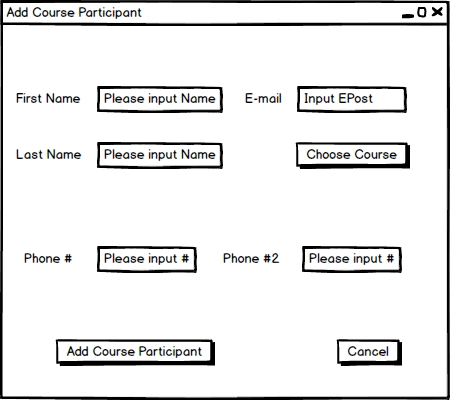 Add Course Participant
First Name Please input Name E-mail Input EPost
Last Name Please input Name Choose Course
Phone # Please input # Phone #2 Please input #
Add Course Participant Cancel